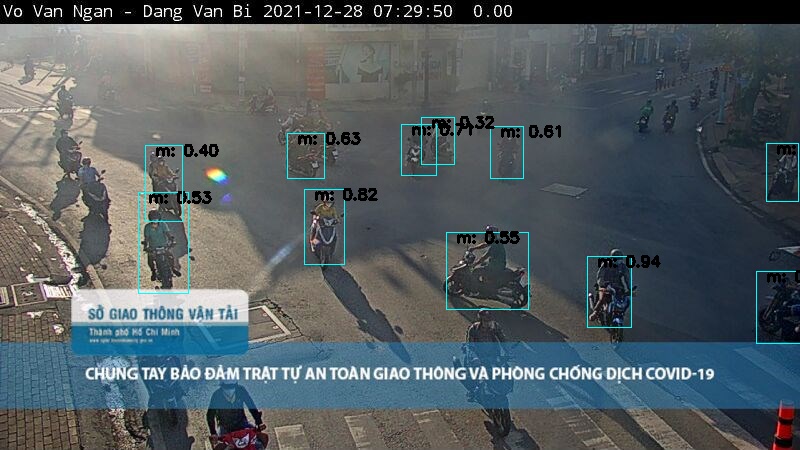 Vo Van Ngan - Dang Van Bi 2021-12-28 07:29:50 0.00
m: 0.32
m: 0.71
m: 0.61
m: 0.63
m: 0.40
m:
m: 0.53
m: 0.82
m: 0.55
m: 0.94
m:
SỞ GIAO THÔNG VẬN TẢI
Thành phố Hồ Chí Minh
CHUNG TAY BẢO ĐẢM TRẬT TỰ AN TOÀN GIAO THÔNG VÀ PHÒNG CHỐNG DỊCH COVID-19